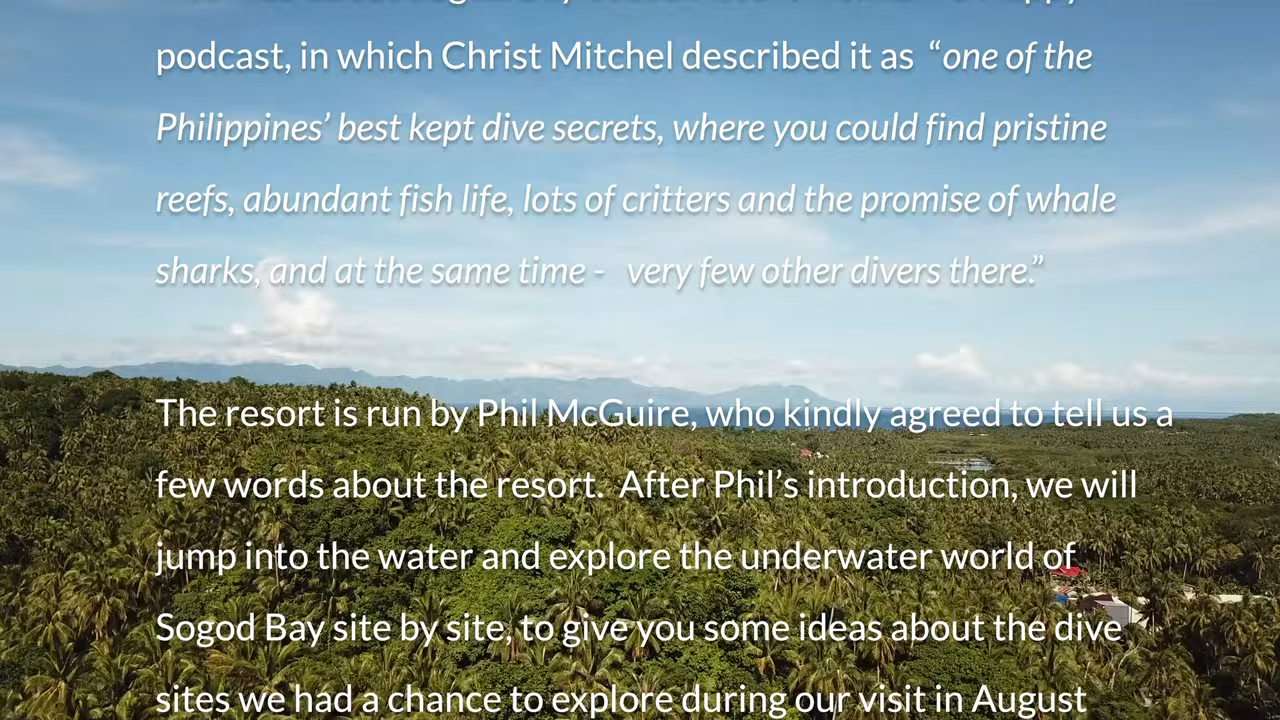 podcast, in which Christ Mitchel described it as “one of the
Philippines’ best kept dive secrets, where you could find pristine
reefs, abundant fish life, lots of critters and the promise of whale
sharks, and at the same time - very few other divers there.”
The resort is run by Phil McGuire, who kindly agreed to tell us a
few words about the resort. After Phil’s introduction, we will
jump into the water and explore the underwater world of
Sogod Bay site by site, to give you some ideas about the dive
sites we had a chance to explore during our visit in August